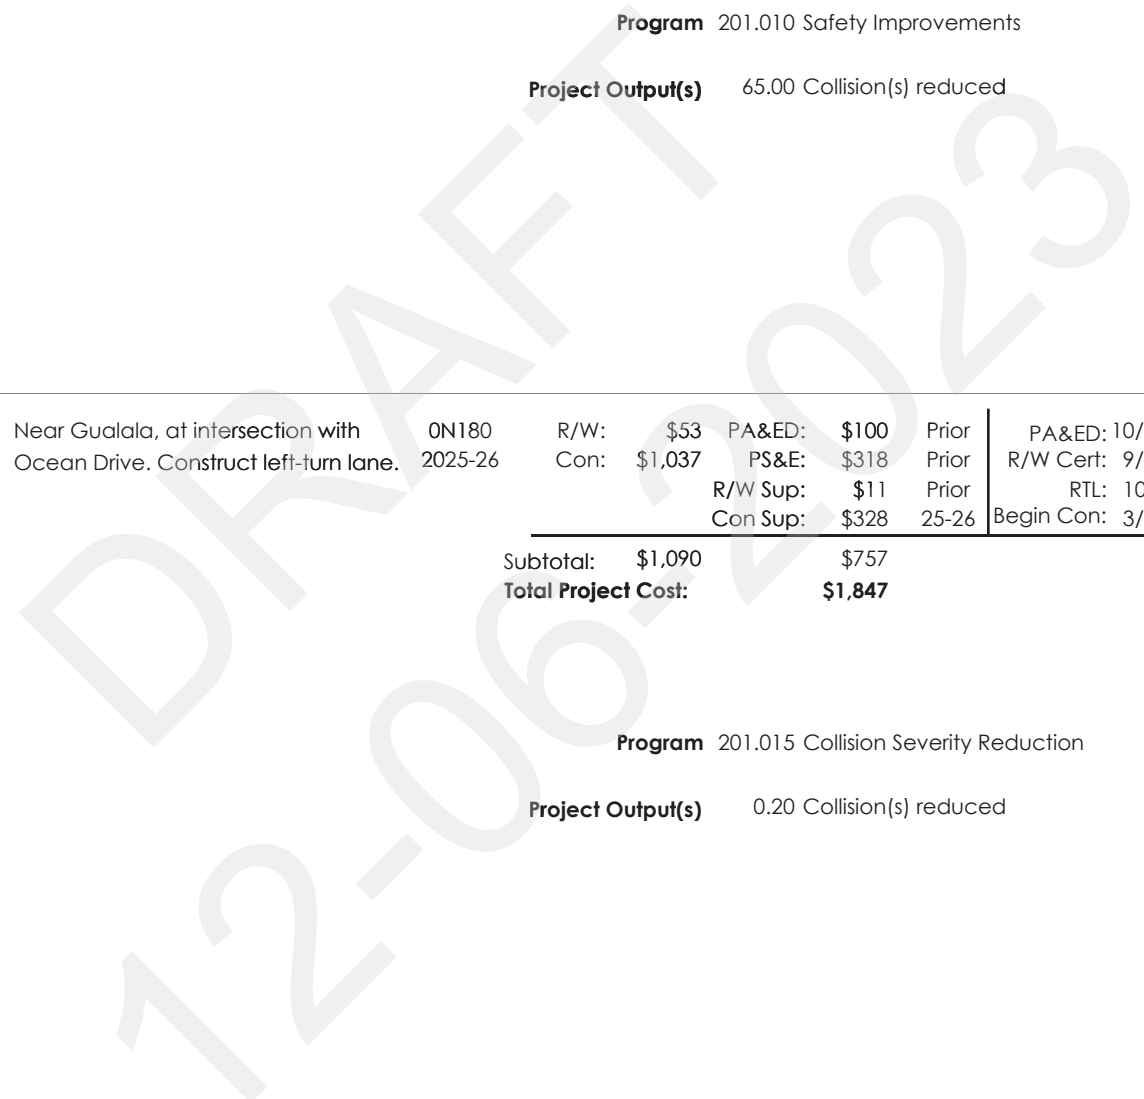 Program 201.010 Safety Improvements
Project Output(s) 65.00 Collision(s) reduced
Near Gualala, at intersection with 0N180 R/W: $53 PA&ED: $100 Prior PA&ED: 10/
Ocean Drive. Construct left-turn lane. 2025-26 Con: $1,037 PS&E: $318 Prior R/W Cert: 9/
R/W Sup: $11 Prior RTL: 10
Con Sup: $328 25-26 Begin Con: 3/
Subtotal: $1,090 $757
Total Project Cost: $1,847
Program 201.015 Collision Severity Reduction
Project Output(s) 0.20 Collision(s) reduced
DRAFT
12-06-2023